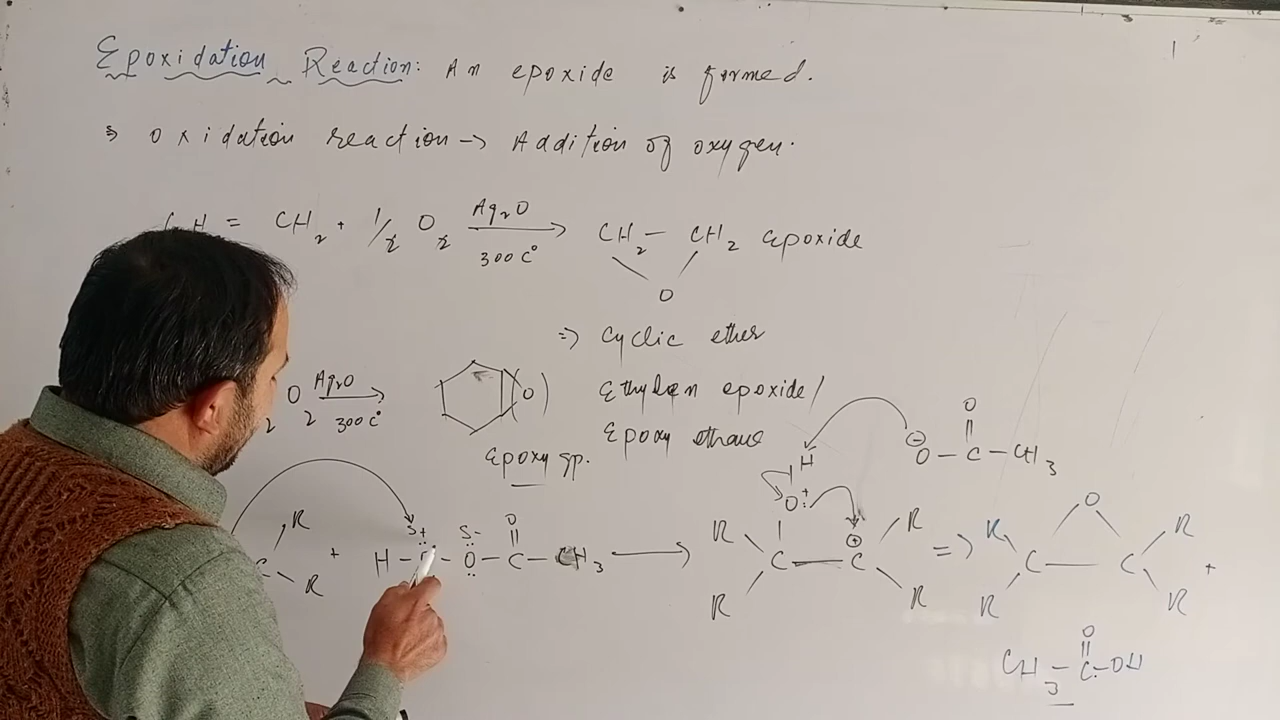 Epoxidation Reaction: An epoxide is formed.
⇒ Oxidation reaction → Addition of oxygen.
= CH2 + 1/2 O2 Ag2O 300 C° → CH2 — CH2 epoxide
O
⇒ Cyclic ether
O2 Ag2O 300 C° → O
Ethylen epoxide/
Epoxy ethane
Epoxy gp.
H ⊖ O — C — CH3
O
R R + H — δ+ O δ- — C — CH3 →
O
R R C — C ⊕ R R O+ ⇒ R R C — C R R +
O
O
CH3 — C — OH